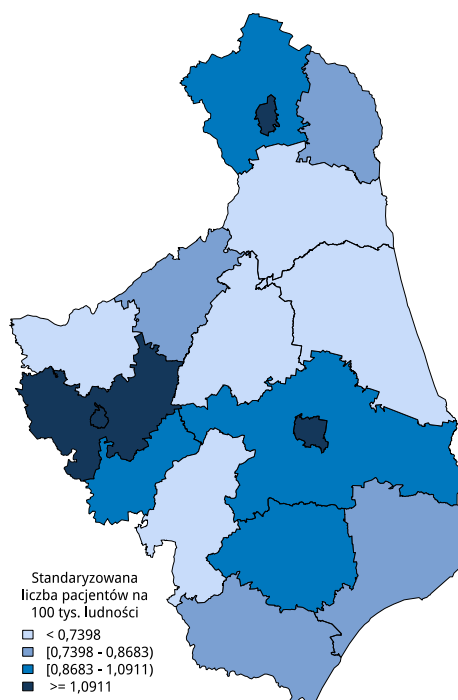 Standaryzowana
liczba pacjentów na
100 tys. ludności
< 0,7398
[0,7398 - 0,8683)
[0,8683 - 1,0911)
>= 1,0911